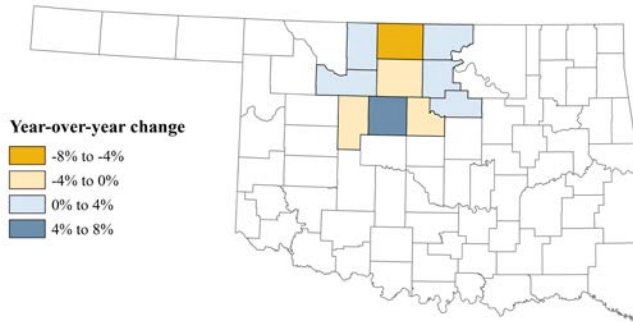 Year-over-year change
-8% to -4%
-4% to 0%
0% to 4%
4% to 8%